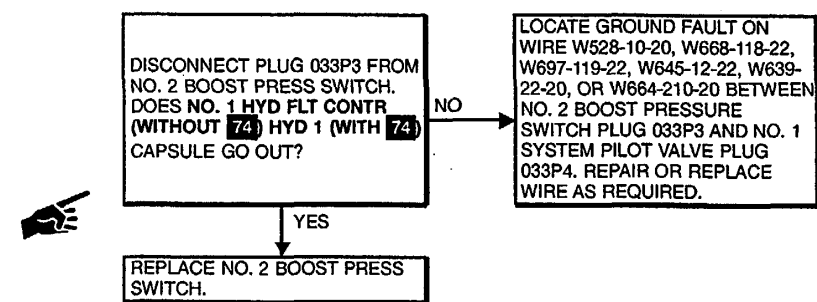 DISCONNECT PLUG 033P3 FROM
NO. 2 BOOST PRESS SWITCH.
DOES NO. 1 HYD FLT CONTR
(WITHOUT 74) HYD 1 (WITH 74)
CAPSULE GO OUT?
NO
LOCATE GROUND FAULT ON
WIRE W528-10-20, W668-118-22,
W697-119-22, W645-12-22, W639-
22-20, OR W664-210-20 BETWEEN
NO. 2 BOOST PRESSURE
SWITCH PLUG 033P3 AND NO. 1
SYSTEM PILOT VALVE PLUG
033P4. REPAIR OR REPLACE
WIRE AS REQUIRED.
YES
REPLACE NO. 2 BOOST PRESS
SWITCH.